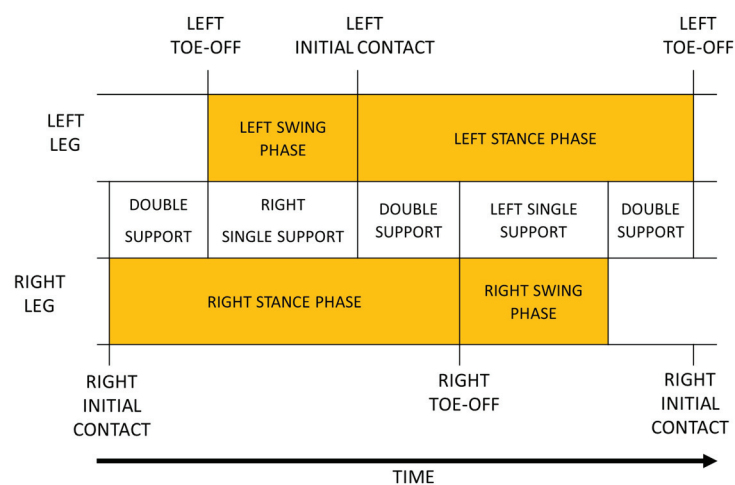 LEFT
TOE-OFF
LEFT
INITIAL CONTACT
LEFT
TOE-OFF
LEFT
LEG
LEFT SWING
PHASE
LEFT STANCE PHASE
DOUBLE
SUPPORT
RIGHT
SINGLE SUPPORT
DOUBLE
SUPPORT
LEFT SINGLE
SUPPORT
DOUBLE
SUPPORT
RIGHT
LEG
RIGHT STANCE PHASE
RIGHT SWING
PHASE
RIGHT
INITIAL
CONTACT
RIGHT
TOE-OFF
RIGHT
INITIAL
CONTACT
TIME